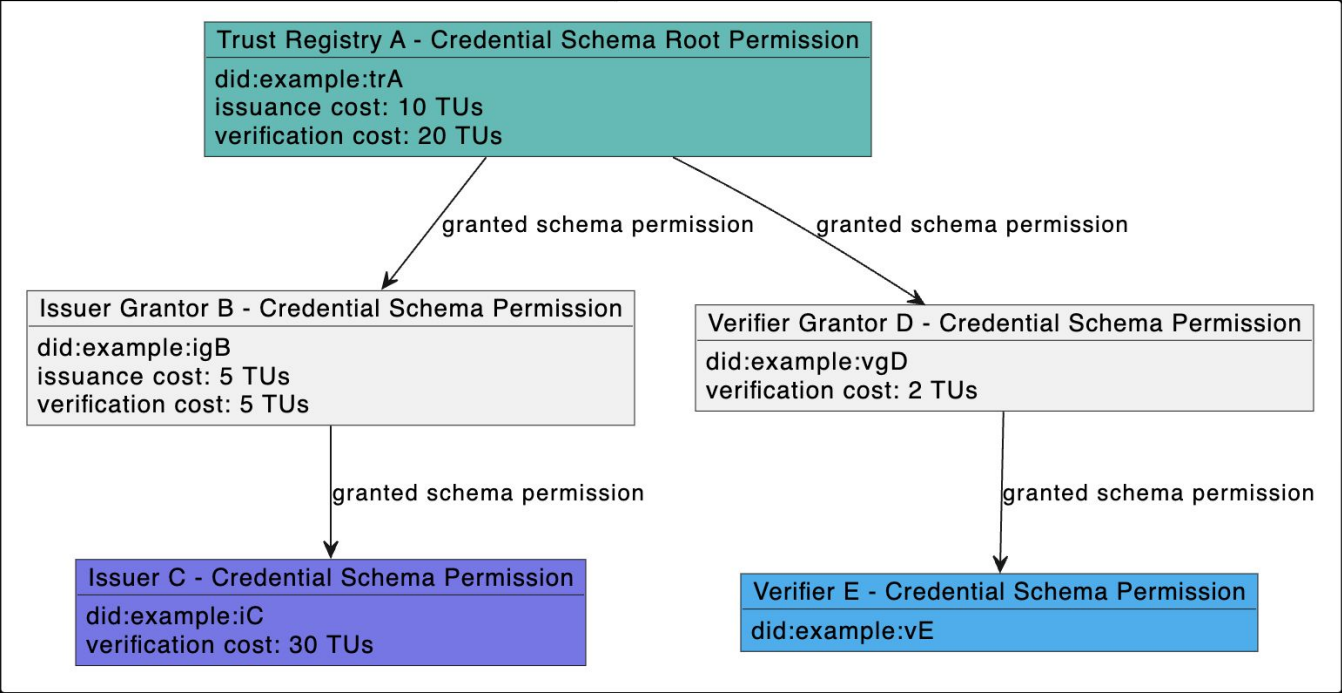 Trust Registry A - Credential Schema Root Permission
did:example:trA
issuance cost: 10 TUs
verification cost: 20 TUs
granted schema permission
granted schema permission
Issuer Grantor B - Credential Schema Permission
did:example:igB
issuance cost: 5 TUs
verification cost: 5 TUs
Verifier Grantor D - Credential Schema Permission
did:example:vgD
verification cost: 2 TUs
granted schema permission
granted schema permission
Issuer C - Credential Schema Permission
did:example:iC
verification cost: 30 TUs
Verifier E - Credential Schema Permission
did:example:vE